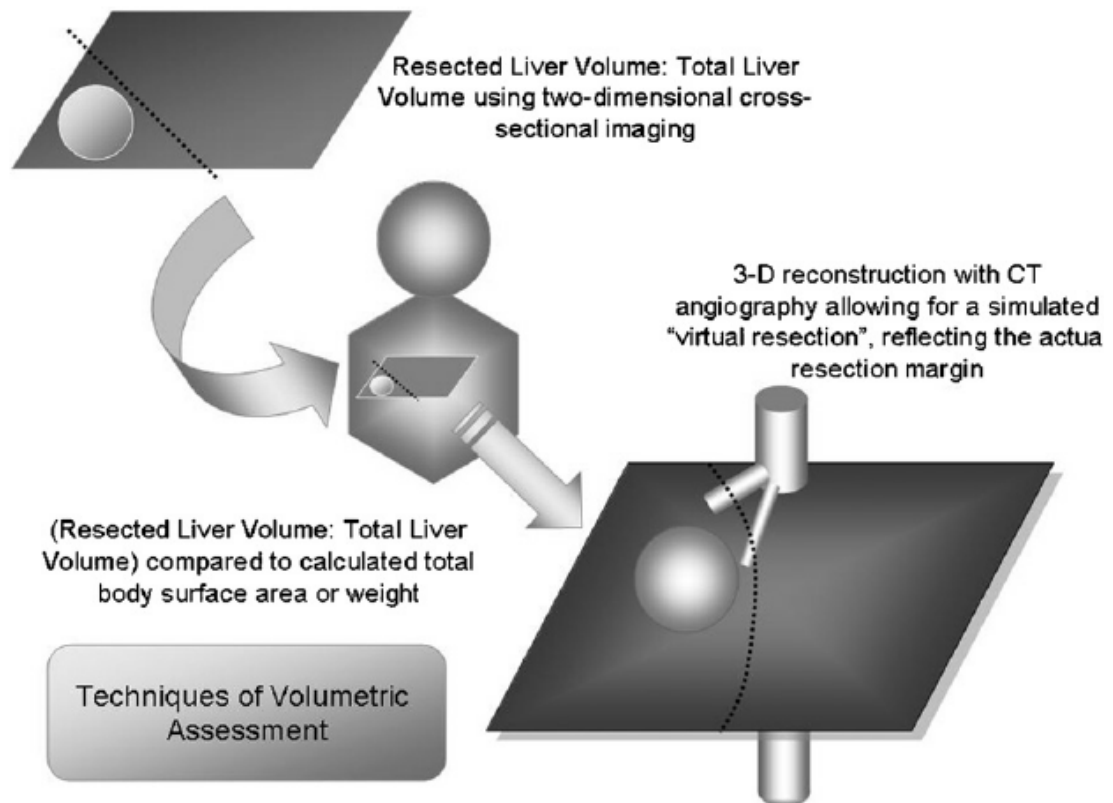 Resected Liver Volume: Total Liver
Volume using two-dimensional cross-
sectional imaging
3-D reconstruction with CT
angiography allowing for a simulated
“virtual resection”, reflecting the actua
resection margin
(Resected Liver Volume: Total Liver
Volume) compared to calculated total
body surface area or weight
Techniques of Volumetric
Assessment